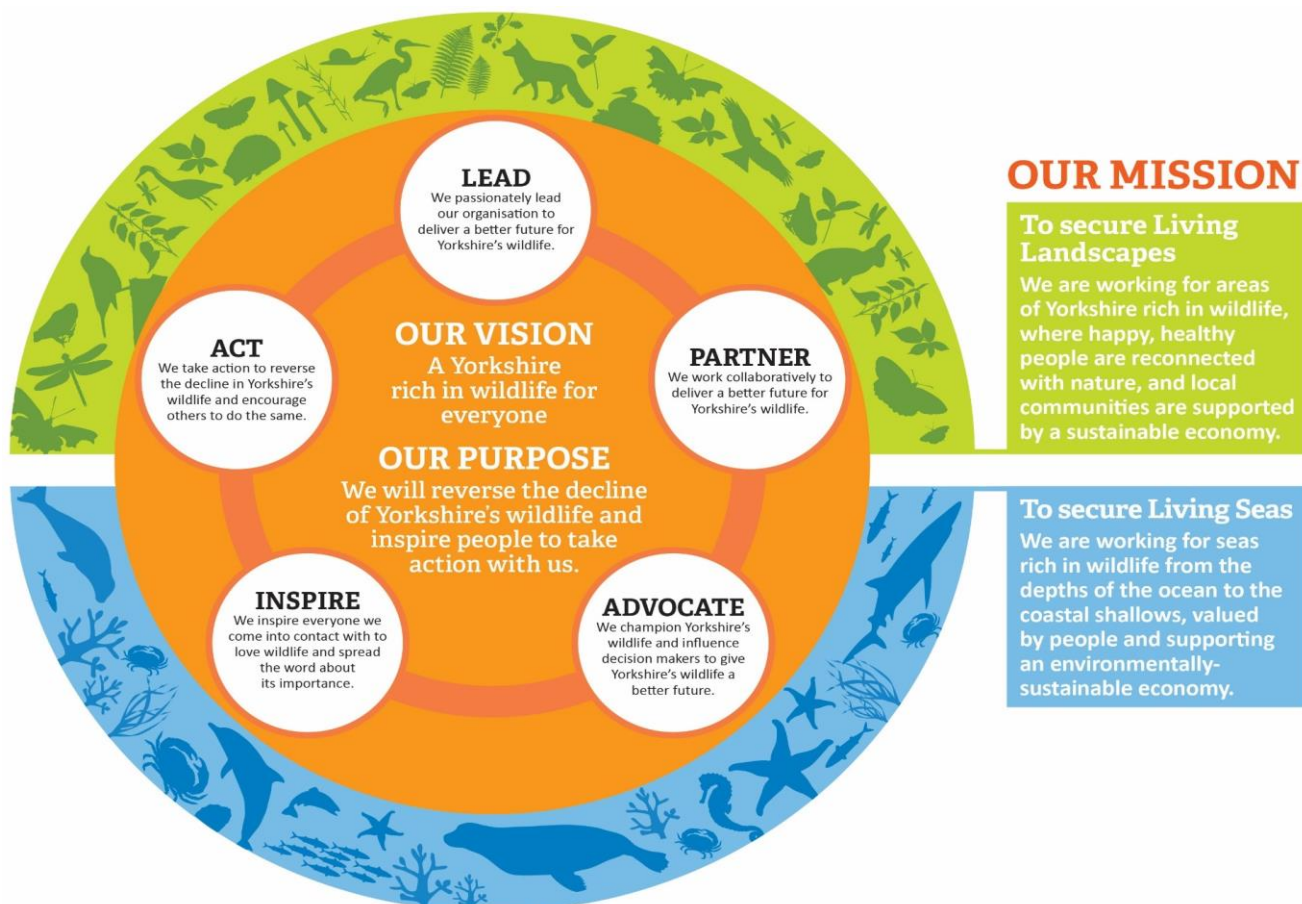 LEAD
We passionately lead
our organisation to
deliver a better future for
Yorkshire's wildlife.
ACT
We take action to reverse
the decline in Yorkshire's
wildlife and encourage
others to do the same.
OUR VISION
A Yorkshire
rich in wildlife for
everyone
PARTNER
We work collaboratively to
deliver a better future for
Yorkshire's wildlife.
OUR PURPOSE
We will reverse the decline
of Yorkshire's wildlife and
inspire people to take
action with us.
INSPIRE
We inspire everyone we
come into contact with to
love wildlife and spread
the word about
its importance.
ADVOCATE
We champion Yorkshire's
wildlife and influence
decision makers to give
Yorkshire's wildlife a
better future.
OUR MISSION
To secure Living
Landscapes
We are working for areas
of Yorkshire rich in wildlife,
where happy, healthy
people are reconnected
with nature, and local
communities are supported
by a sustainable economy.
To secure Living Seas
We are working for seas
rich in wildlife from the
depths of the ocean to the
coastal shallows, valued
by people and supporting
an environmentally-
sustainable economy.